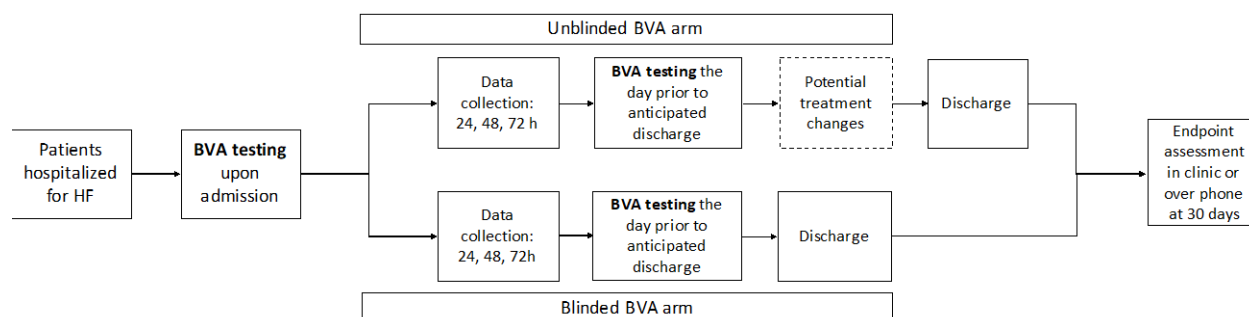 Unblinded BVA arm
Patients
hospitalized
for HF
BVA testing
upon
admission
Data
collection:
24, 48, 72 h
BVA testing the
day prior to
anticipated
discharge
Potential
treatment
changes
Discharge
Data
collection:
24, 48, 72h
BVA testing the
day prior to
anticipated
discharge
Discharge
Endpoint
assessment
in clinic or
over phone
at 30 days
Blinded BVA arm